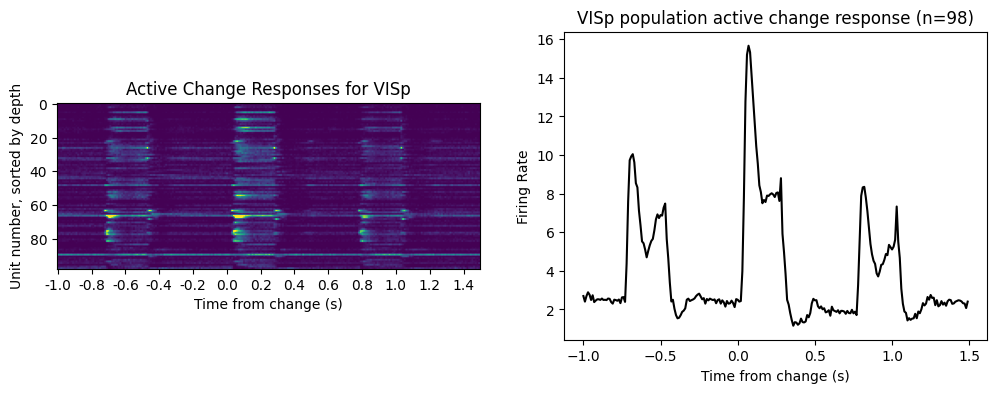 Active Change Responses for VISp
Unit number, sorted by depth
0
20
40
60
80
-1.0 -0.8 -0.6 -0.4 -0.2 0.0 0.2 0.4 0.6 0.8 1.0 1.2 1.4
Time from change (s)
VISp population active change response (n=98)
Firing Rate
16
14
12
10
8
6
4
2
−1.0 −0.5 0.0 0.5 1.0 1.5
Time from change (s)